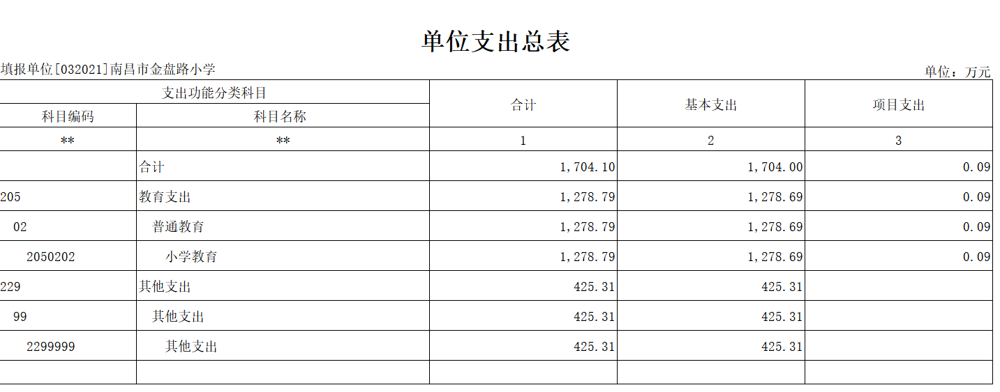 单位支出总表
填报单位[032021]南昌市金盘路小学 单位：万元
支出功能分类科目 合计 基本支出 项目支出
科目编码 科目名称
** ** 1 2 3
合计 1,704.10 1,704.00 0.09
205 教育支出 1,278.79 1,278.69 0.09
02 普通教育 1,278.79 1,278.69 0.09
2050202 小学教育 1,278.79 1,278.69 0.09
229 其他支出 425.31 425.31
99 其他支出 425.31 425.31
2299999 其他支出 425.31 425.31